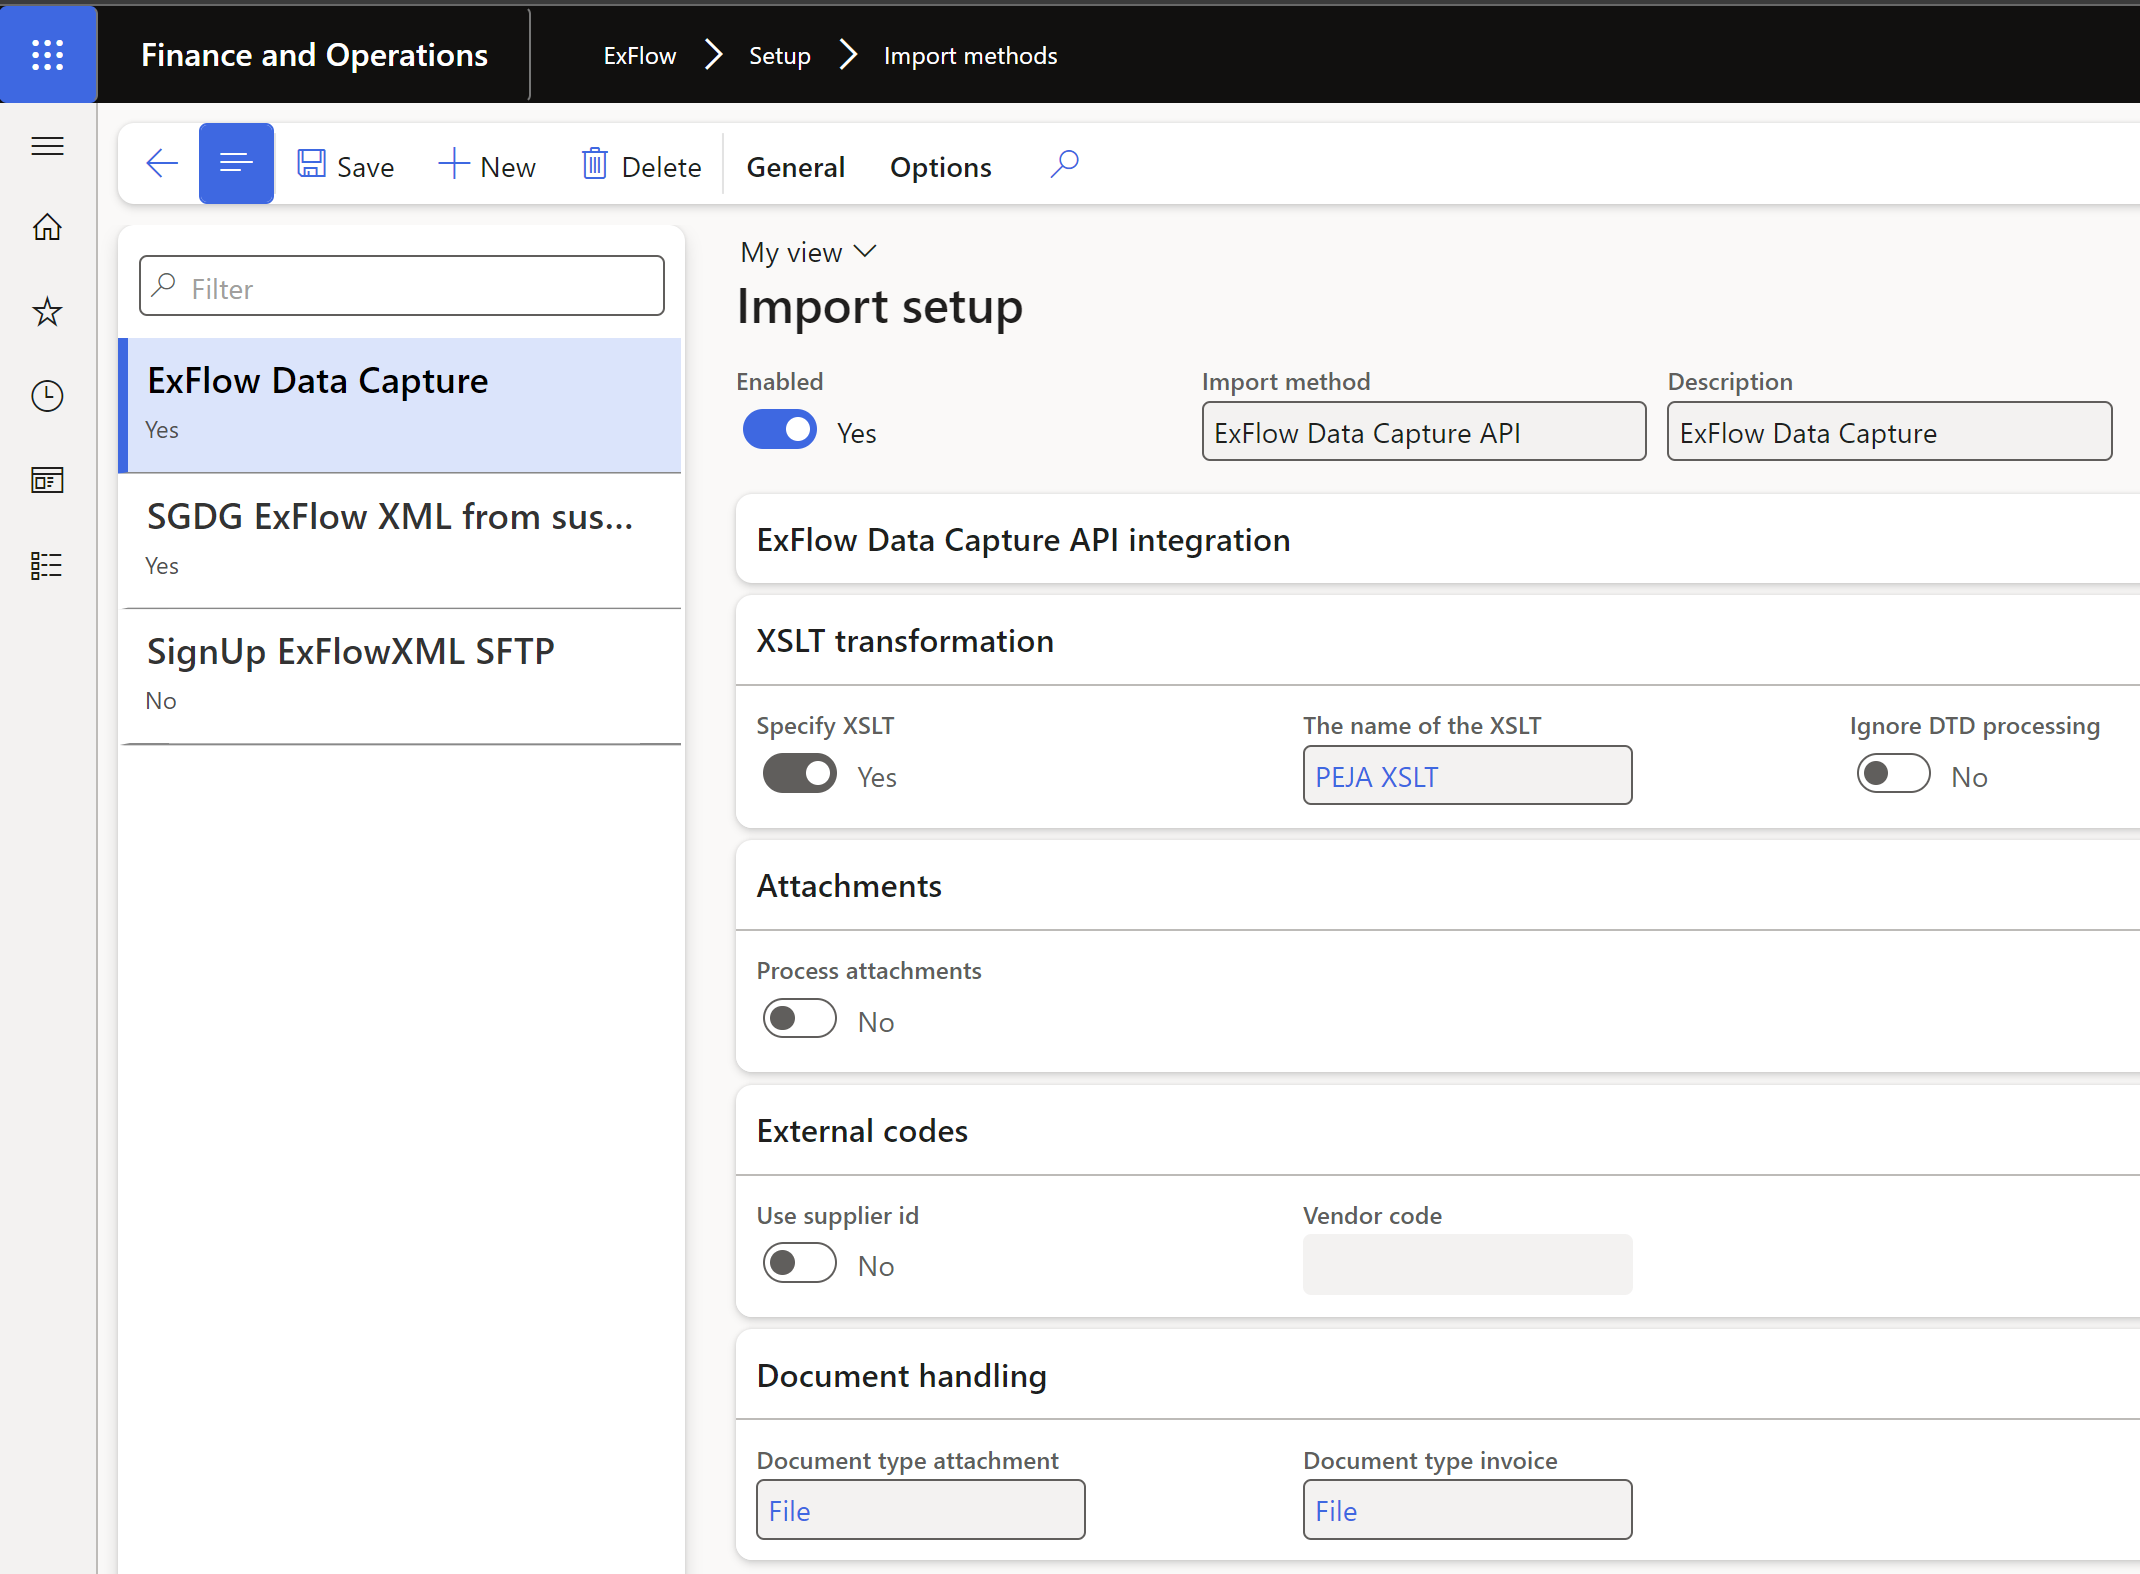 Finance and Operations
ExFlow
Setup
Import methods
Save
New
Delete
General
Options
Filter
ExFlow Data Capture
Yes
SGDG ExFlow XML from sus...
Yes
SignUp ExFlowXML SFTP
No
My view
Import setup
Enabled
Yes
Import method
ExFlow Data Capture API
Description
ExFlow Data Capture
ExFlow Data Capture API integration
XSLT transformation
Specify XSLT
Yes
The name of the XSLT
PEJA XSLT
Ignore DTD processing
No
Attachments
Process attachments
No
External codes
Use supplier id
No
Vendor code
Document handling
Document type attachment
File
Document type invoice
File